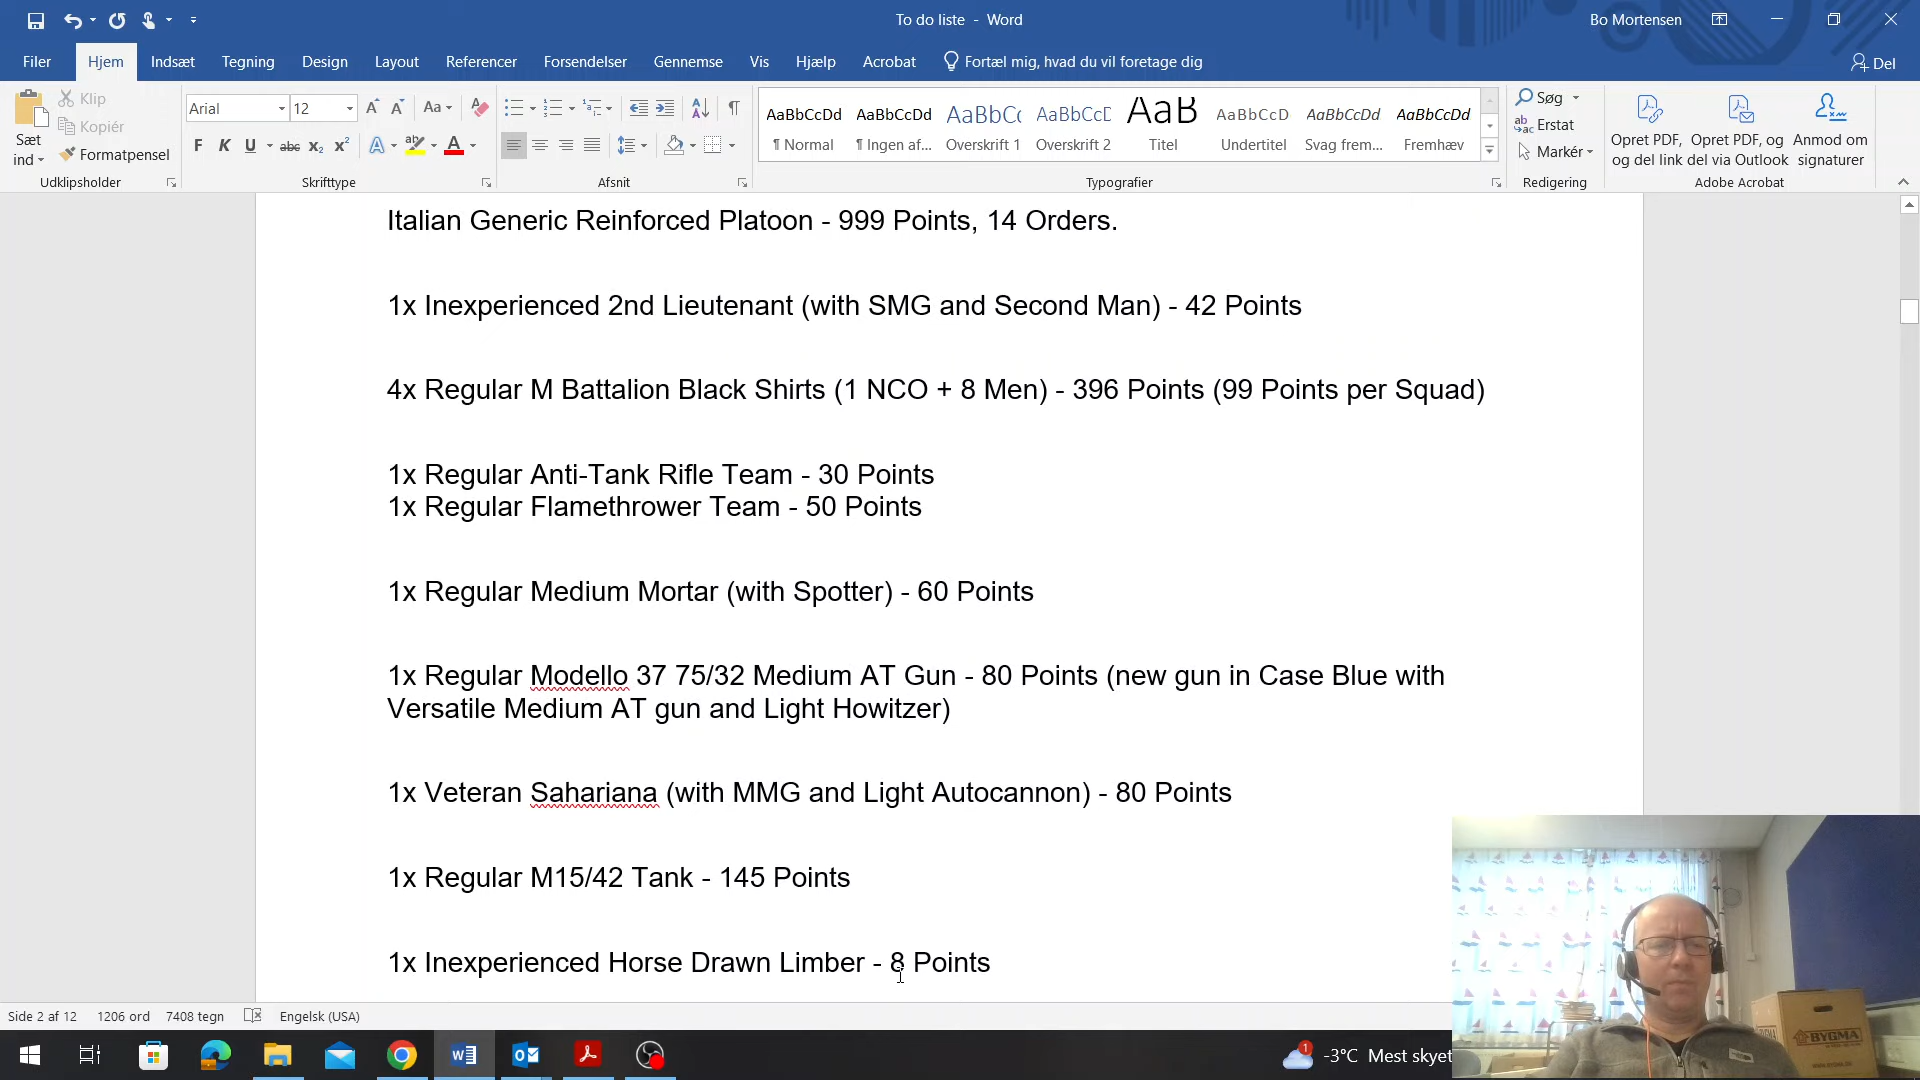 To do liste - Word
Bo Mortensen
Filer
Hjem
Indsæt
Tegning
Design
Layout
Referencer
Forsendelser
Gennemse
Vis
Hjælp
Acrobat
Fortæl mig, hvad du vil foretage dig
Del
Sæt
ind
Klip
Kopiér
Formatpensel
Udklipsholder
Arial
12
Aa
F K U abc x₂ x²
A
A
Skrifttype
Afsnit
AaBbCcDd
¶ Normal
AaBbCcDd
¶ Ingen af...
AaBbC
Overskrift 1
AaBbCcD
Overskrift 2
AaB
Titel
AaBbCcD
Undertitel
AaBbCcDd
Svag frem...
AaBbCcDd
Fremhæv
Typografier
Søg
Erstat
Markér
Redigering
Opret PDF,
og del link
Opret PDF, og
del via Outlook
Anmod om
signaturer
Adobe Acrobat
Italian Generic Reinforced Platoon - 999 Points, 14 Orders.
1x Inexperienced 2nd Lieutenant (with SMG and Second Man) - 42 Points
4x Regular M Battalion Black Shirts (1 NCO + 8 Men) - 396 Points (99 Points per Squad)
1x Regular Anti-Tank Rifle Team - 30 Points
1x Regular Flamethrower Team - 50 Points
1x Regular Medium Mortar (with Spotter) - 60 Points
1x Regular Modello 37 75/32 Medium AT Gun - 80 Points (new gun in Case Blue with
Versatile Medium AT gun and Light Howitzer)
1x Veteran Sahariana (with MMG and Light Autocannon) - 80 Points
1x Regular M15/42 Tank - 145 Points
1x Inexperienced Horse Drawn Limber - 8 Points
BYGMA
Side 2 af 12
1206 ord
7408 tegn
Engelsk (USA)
1
-3°C Mest skyet